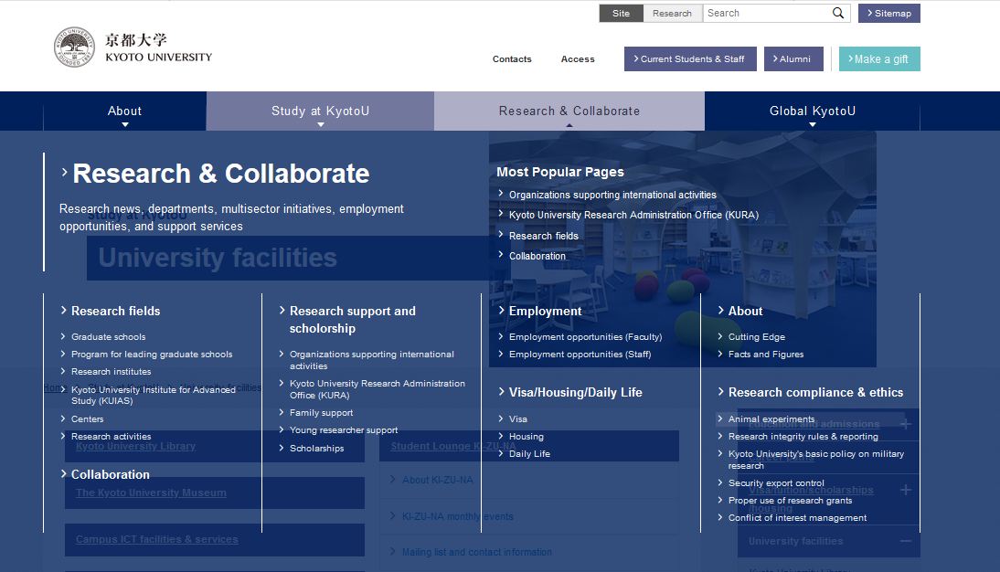 Site
Research
Search
Sitemap
京都大学
KYOTO UNIVERSITY
KYOTO UNIVERSITY
FOUNDED 1897
Contacts
Access
Current Students & Staff
Alumni
Make a gift
About
Study at KyotoU
Research & Collaborate
Global KyotoU
Research & Collaborate
Research news, departments, multisector initiatives, employment
opportunities, and support services
Study at KyotoU
University facilities
Most Popular Pages
Organizations supporting international activities
Kyoto University Research Administration Office (KURA)
Research fields
Collaboration
Research fields
Graduate schools
Program for leading graduate schools
Research institutes
Kyoto University Institute for Advanced
Study (KUIAS)
Centers
Research activities
Collaboration
Research support and
scholorship
Organizations supporting international
activities
Kyoto University Research Administration
Office (KURA)
Family support
Young researcher support
Scholarships
Employment
Employment opportunities (Faculty)
Employment opportunities (Staff)
Visa/Housing/Daily Life
Visa
Housing
Daily Life
About
Cutting Edge
Facts and Figures
Research compliance & ethics
Animal experiments
Research integrity rules & reporting
Kyoto University's basic policy on military
research
Security export control
Proper use of research grants
Conflict of interest management
Home
Kyoto University Library
The Kyoto University Museum
Campus ICT facilities & services
Student Lounge KI-ZU-NA
About KI-ZU-NA
KI-ZU-NA monthly events
Mailing list and contact information
Education and admissions
Visa/tuition/scholarships
/housing
University facilities